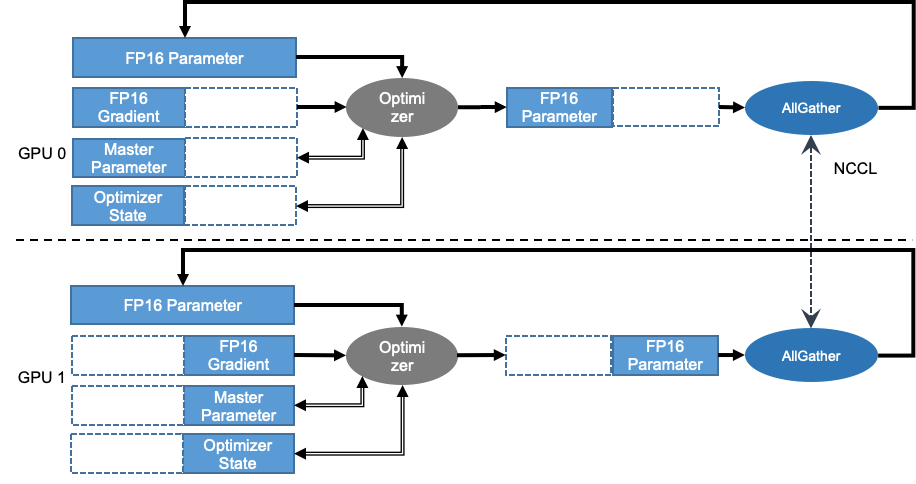 FP16 Parameter
FP16
Gradient
Optimi
zer
FP16
Parameter
AllGather
GPU 0
Master
Parameter
NCCL
Optimizer
State
FP16 Parameter
FP16
Gradient
Optimi
zer
FP16
Paramater
AllGather
GPU 1
Master
Parameter
Optimizer
State